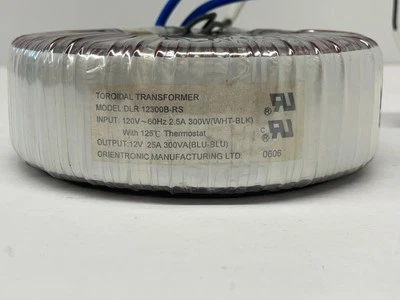 TOROIDAL TRANSFORMER
MODEL DLR 12300B-RS
INPUT: 120V~60Hz 2.5A 300W(WHT-BLK)
With 125℃ Thermostat
OUTPUT:12V 25A 300VA(BLU-BLU)
ORIENTRONIC MANUFACTURING LTD.
0606